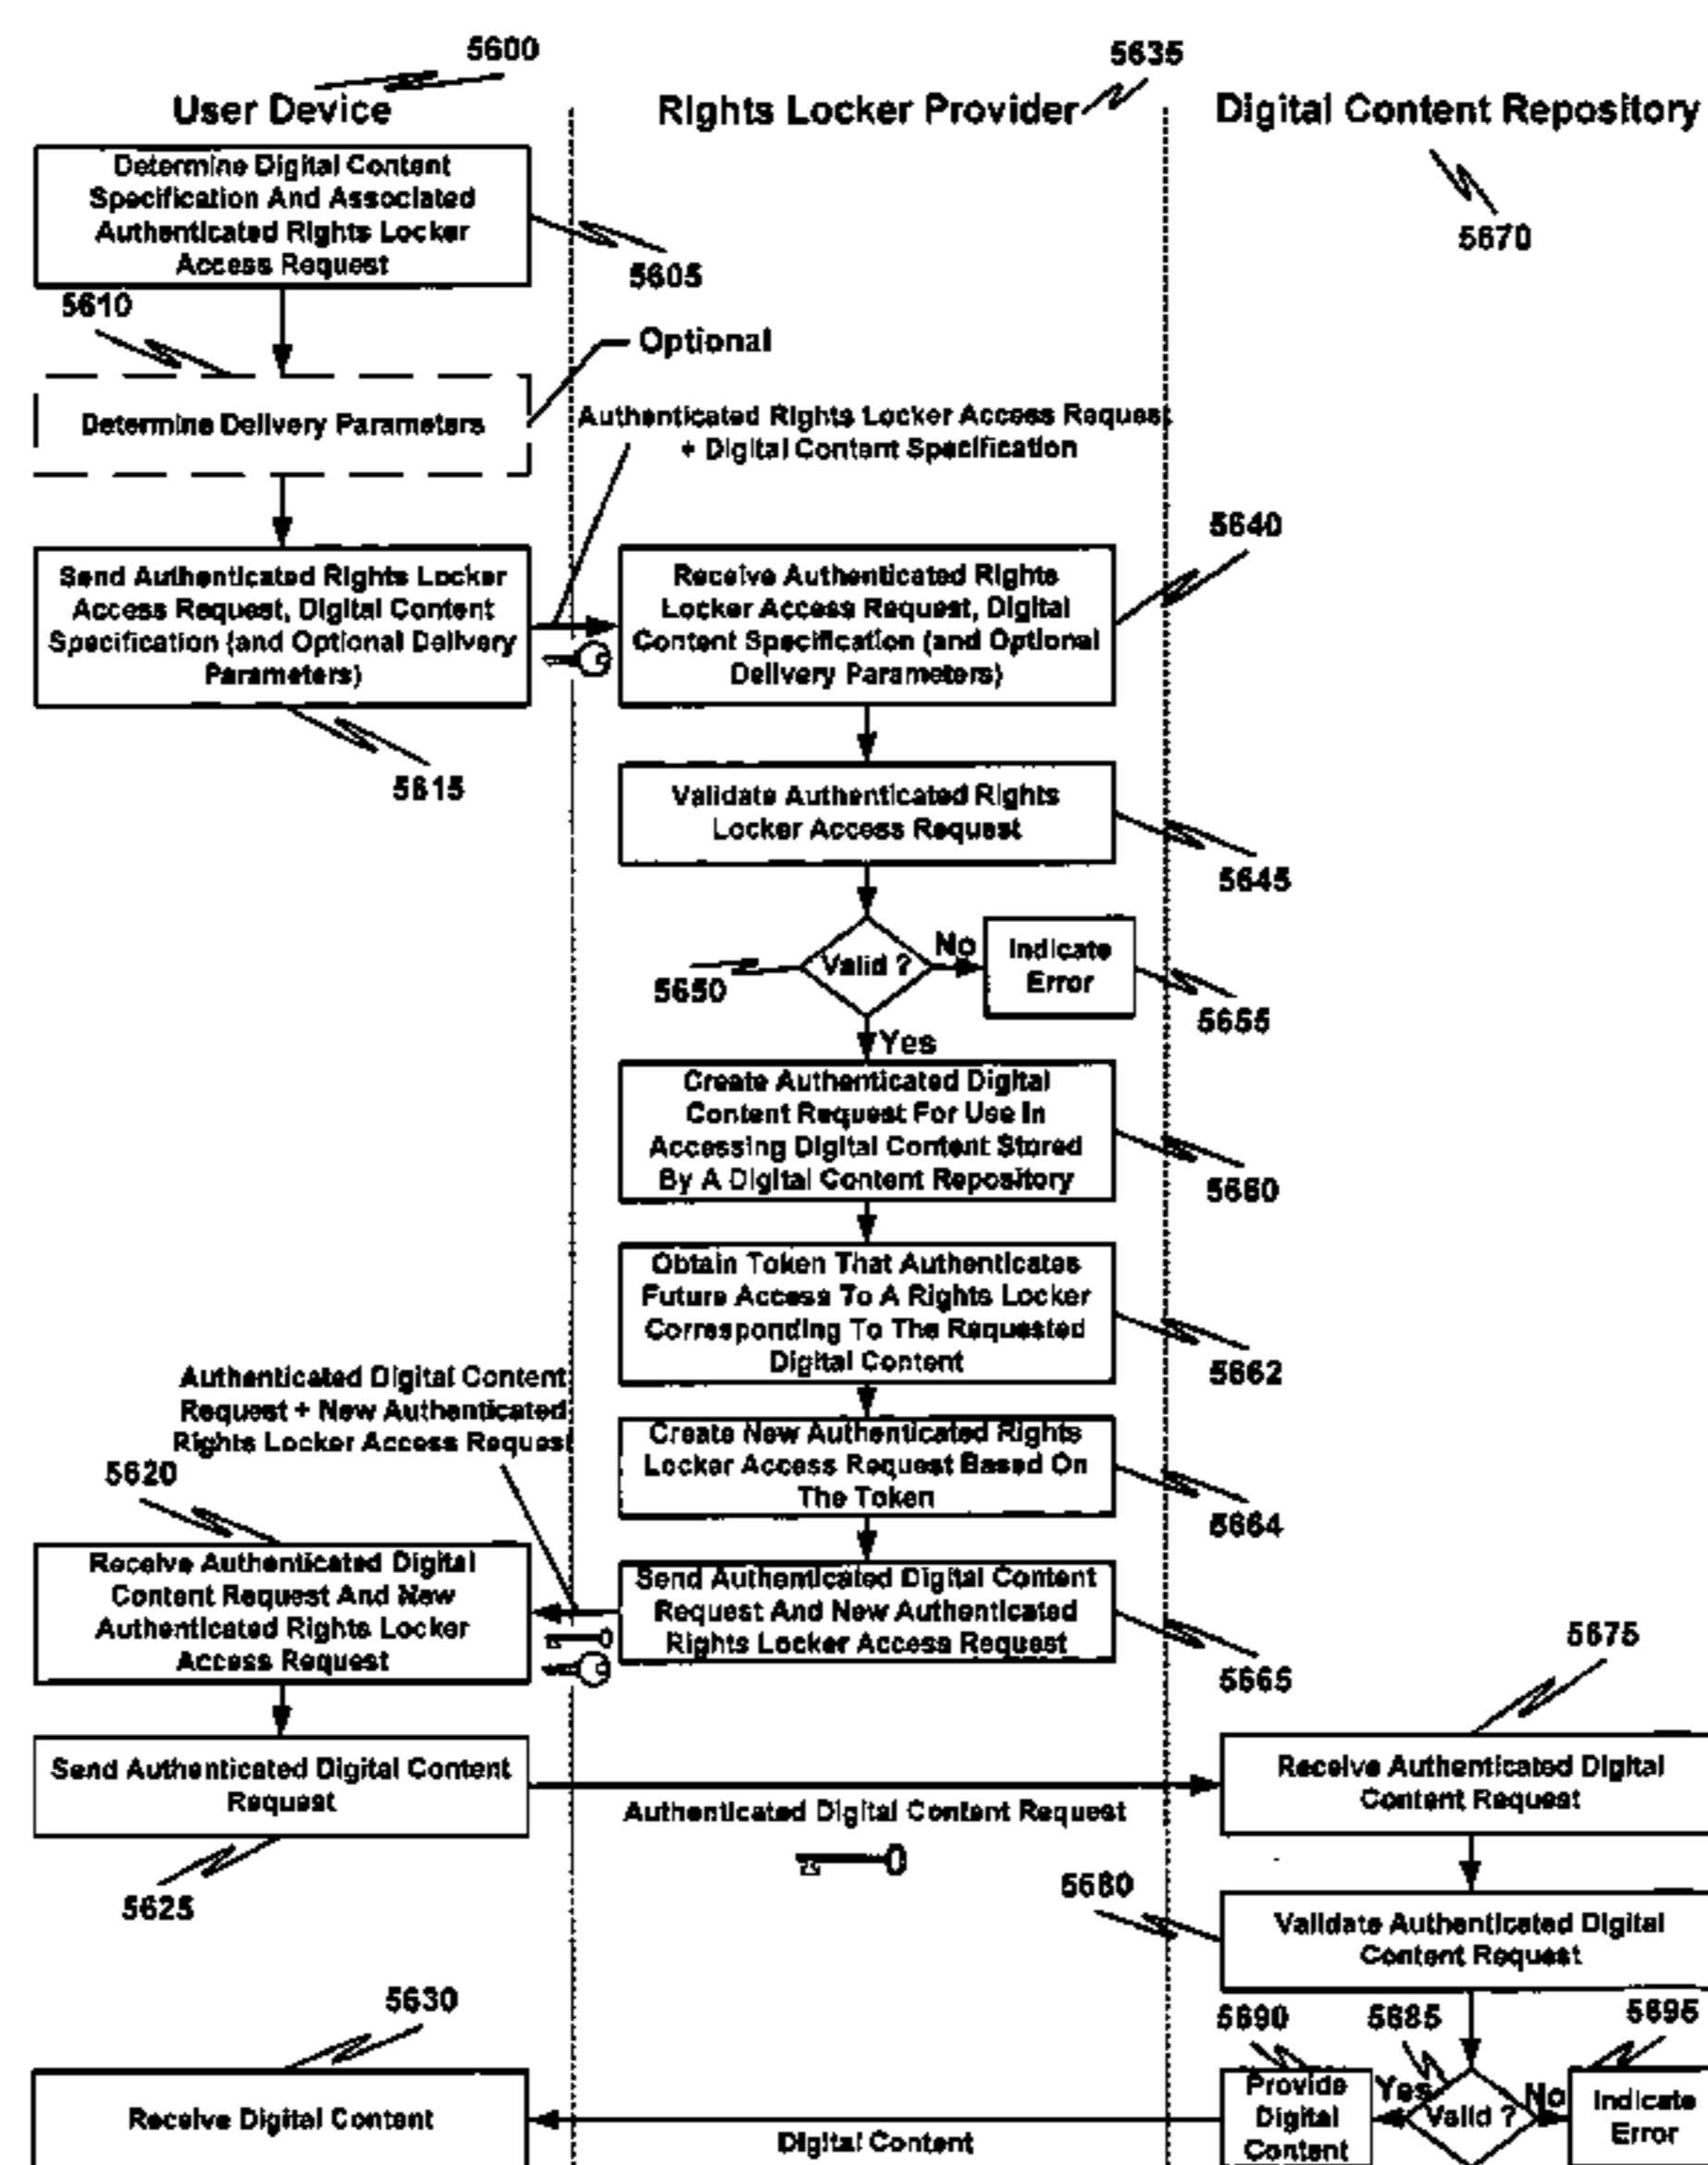 5600
5635
User Device
Rights Locker Provider
Digital Content Repository
5670
Determine Digital Content
Specification And Associated
Authenticated Rights Locker
Access Request
5605
5610
Optional
Determine Delivery Parameters
Authenticated Rights Locker Access Request
+ Digital Content Specification
5640
Send Authenticated Rights Locker
Access Request, Digital Content
Specification (and Optional Delivery
Parameters)
Receive Authenticated Rights
Locker Access Request, Digital
Content Specification (and Optional
Delivery Parameters)
5615
Validate Authenticated Rights
Locker Access Request
5645
Valid ?
No
Indicate
Error
5650
5655
Yes
Create Authenticated Digital
Content Request For Use In
Accessing Digital Content Stored
By A Digital Content Repository
5660
Obtain Token That Authenticates
Future Access To A Rights Locker
Corresponding To The Requested
Digital Content
5662
Authenticated Digital Content
Request + New Authenticated
Rights Locker Access Request
Create New Authenticated Rights
Locker Access Request Based On
The Token
5664
5620
Receive Authenticated Digital
Content Request And New
Authenticated Rights Locker
Access Request
Send Authenticated Digital Content
Request And New Authenticated
Rights Locker Access Request
5665
5675
Send Authenticated Digital Content
Request
Authenticated Digital Content Request
Receive Authenticated Digital
Content Request
5625
5680
Validate Authenticated Digital
Content Request
5630
5690
5685
5695
Receive Digital Content
Digital Content
Provide
Digital
Content
Yes
Valid ?
No
Indicate
Error